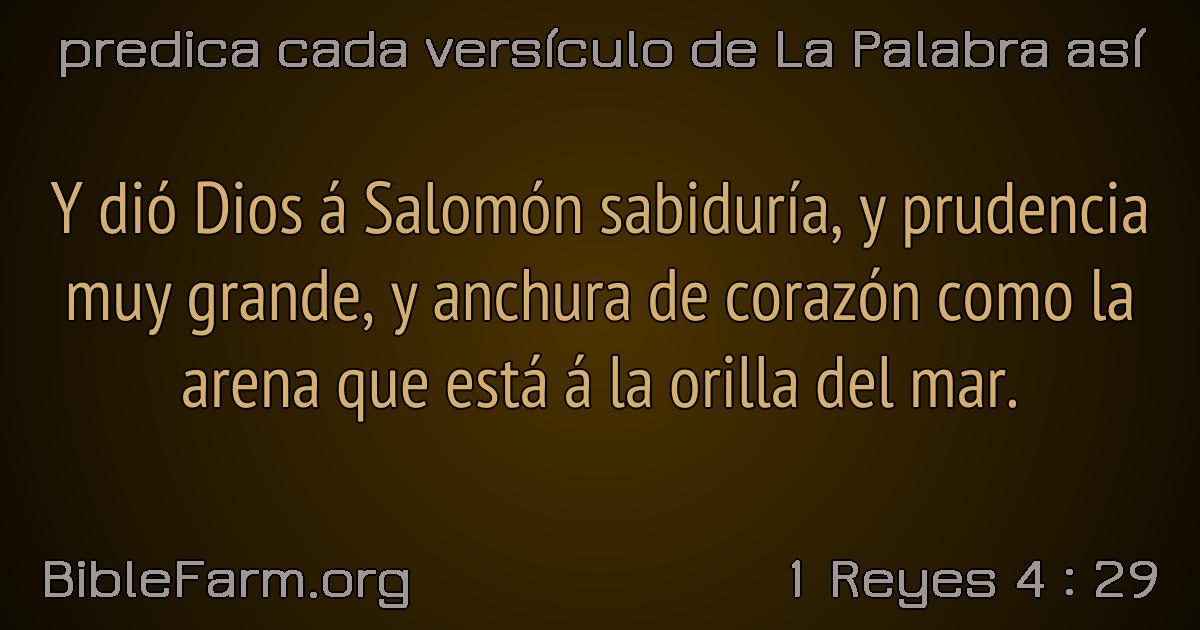 predica cada versículo de La Palabra así
Y dió Dios á Salomón sabiduría, y prudencia
muy grande, y anchura de corazón como la
arena que está á la orilla del mar.
BibleFarm.org
1 Reyes 4 : 29